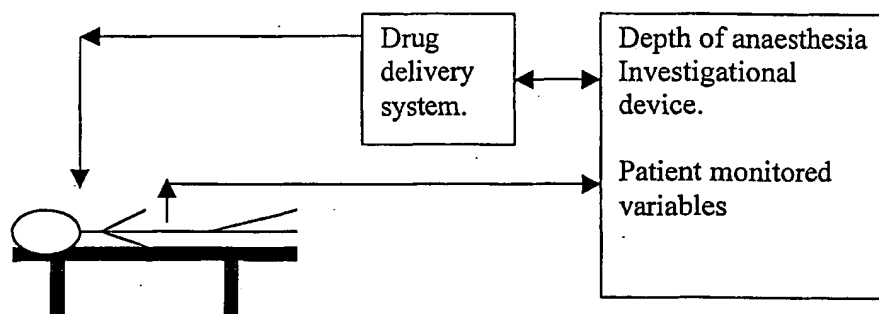 Drug
delivery
system.
Depth of anaesthesia
Investigational
device.
Patient monitored
variables